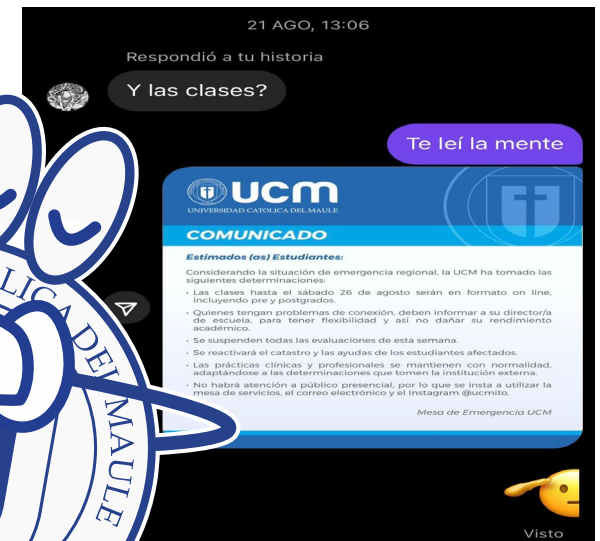 21 AGO, 13:06
Respondió a tu historia
Y las clases?
Te leí la mente
ucm
UNIVERSIDAD CATOLICA DEL MAULE
COMUNICADO
Estimados (as) Estudiantes:
Considerando la situación de emergencia regional, la UCM ha tomado las
siguientes determinaciones:
• Las clases hasta el sábado 26 de agosto serán en formato on line,
incluyendo pre y postgrados.
• Quienes tengan problemas de conexión, deben informar a su director/a
de escuela, para tener flexibilidad y así no dañar su rendimiento
académico.
• Se suspenden todas las evaluaciones de esta semana.
• Se reactivará el catastro y las ayudas de los estudiantes afectados.
• Las prácticas clínicas y profesionales se mantienen con normalidad,
adaptándose a las determinaciones que tomen la institución externa.
• No habrá atención a público presencial, por lo que se insta a utilizar la
mesa de servicios, el correo electrónico y el Instagram @ucmito.
Mesa de Emergencia UCM
LICA DEL MAULE
Visto